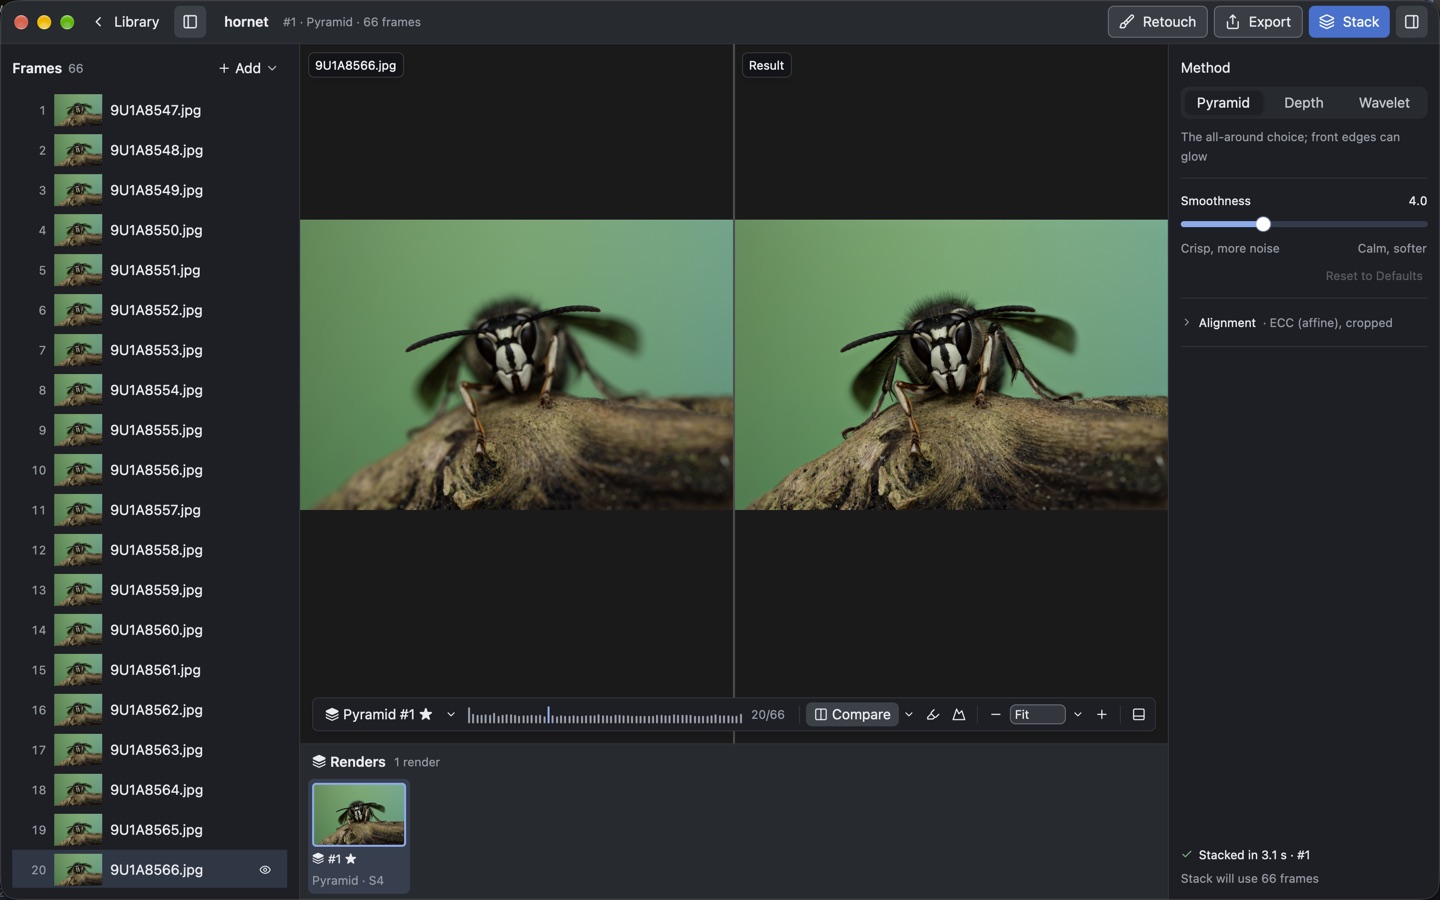 Library
hornet
#1 · Pyramid · 66 frames
Retouch
Export
Stack
Frames 66
+ Add
1 9U1A8547.jpg
2 9U1A8548.jpg
3 9U1A8549.jpg
4 9U1A8550.jpg
5 9U1A8551.jpg
6 9U1A8552.jpg
7 9U1A8553.jpg
8 9U1A8554.jpg
9 9U1A8555.jpg
10 9U1A8556.jpg
11 9U1A8557.jpg
12 9U1A8558.jpg
13 9U1A8559.jpg
14 9U1A8560.jpg
15 9U1A8561.jpg
16 9U1A8562.jpg
17 9U1A8563.jpg
18 9U1A8564.jpg
19 9U1A8565.jpg
20 9U1A8566.jpg
9U1A8566.jpg
Result
Pyramid #1 ★
20/66
Compare
Fit
Renders 1 render
#1 ★
Pyramid · S4
Method
Pyramid Depth Wavelet
The all-around choice; front edges can
glow
Smoothness 4.0
Crisp, more noise Calm, softer
Reset to Defaults
Alignment · ECC (affine), cropped
Stacked in 3.1 s · #1
Stack will use 66 frames